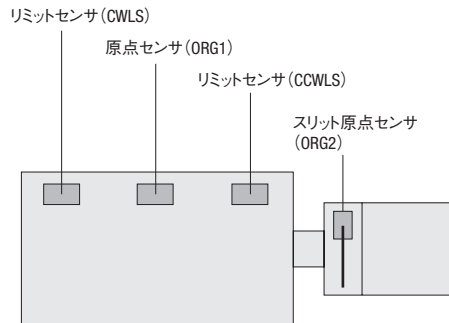 リミットセンサ(CWLS)
原点センサ(ORG1)
リミットセンサ(CCWLS)
スリット原点センサ
(ORG2)